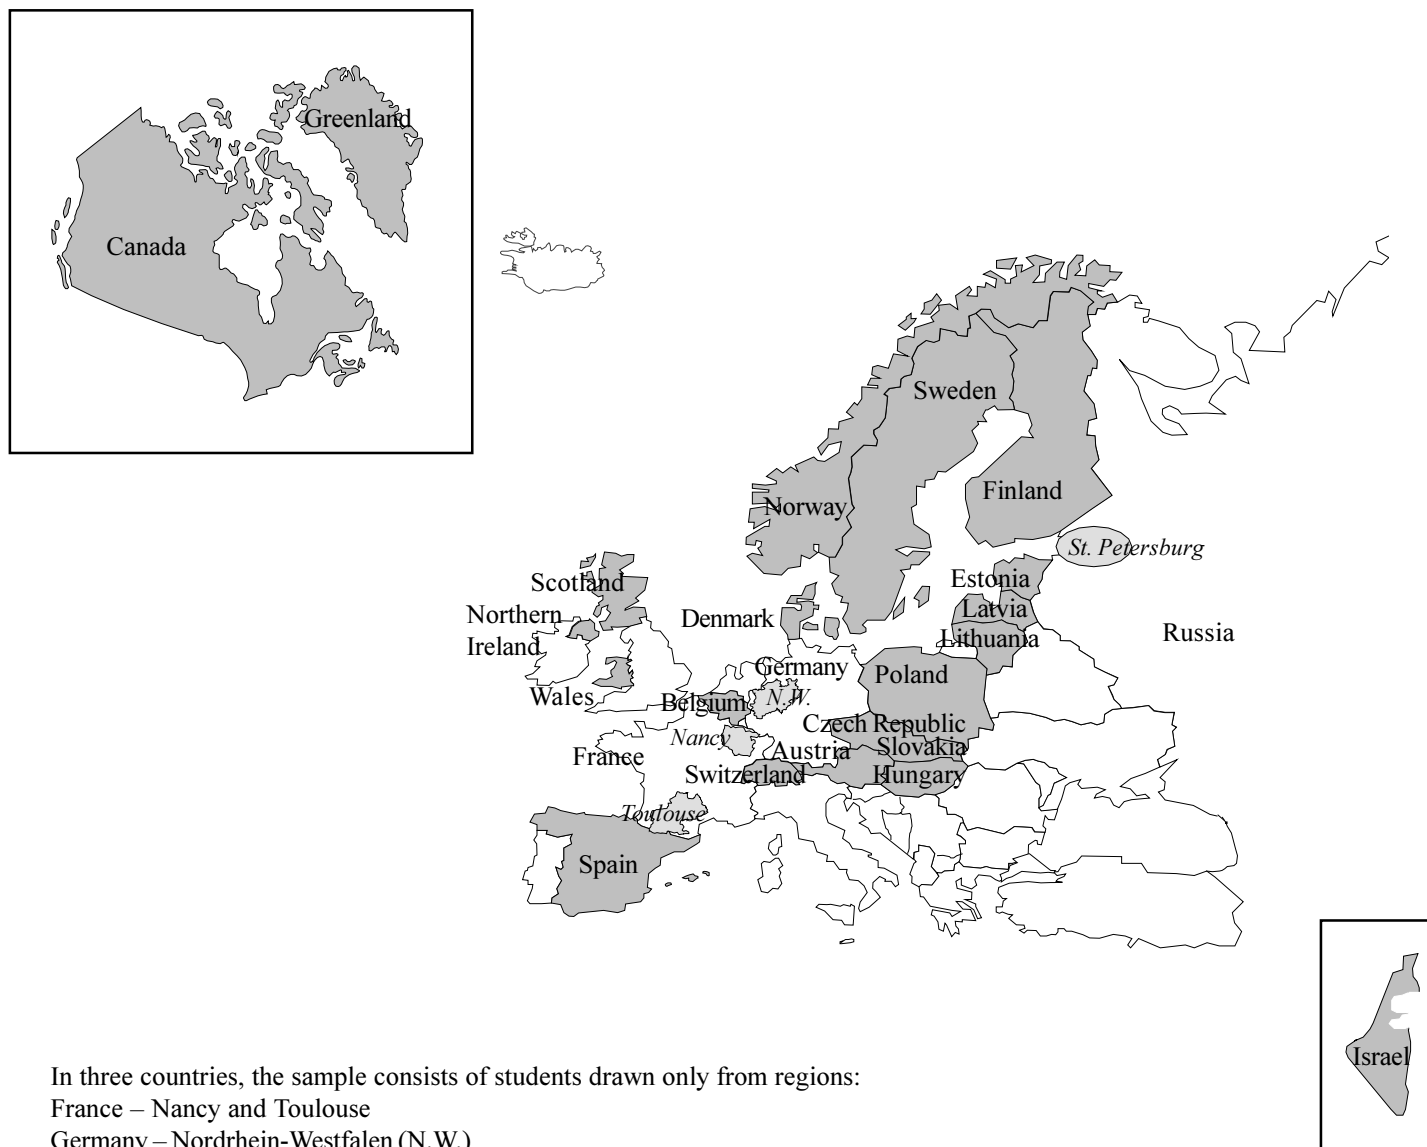 Greenland
Canada
Sweden
Finland
Norway
St. Petersburg
Scotland
Estonia
Northern
Ireland
Denmark
Latvia
Lithuania
Russia
Germany
Poland
Wales
Belgium
N.W.
Czech Republic
Nancy
France
Austria
Slovakia
Switzerland
Hungary
Toulouse
Spain
Israel
In three countries, the sample consists of students drawn only from regions:
France – Nancy and Toulouse
Germany – Nordrhein-Westfalen (N.W.)